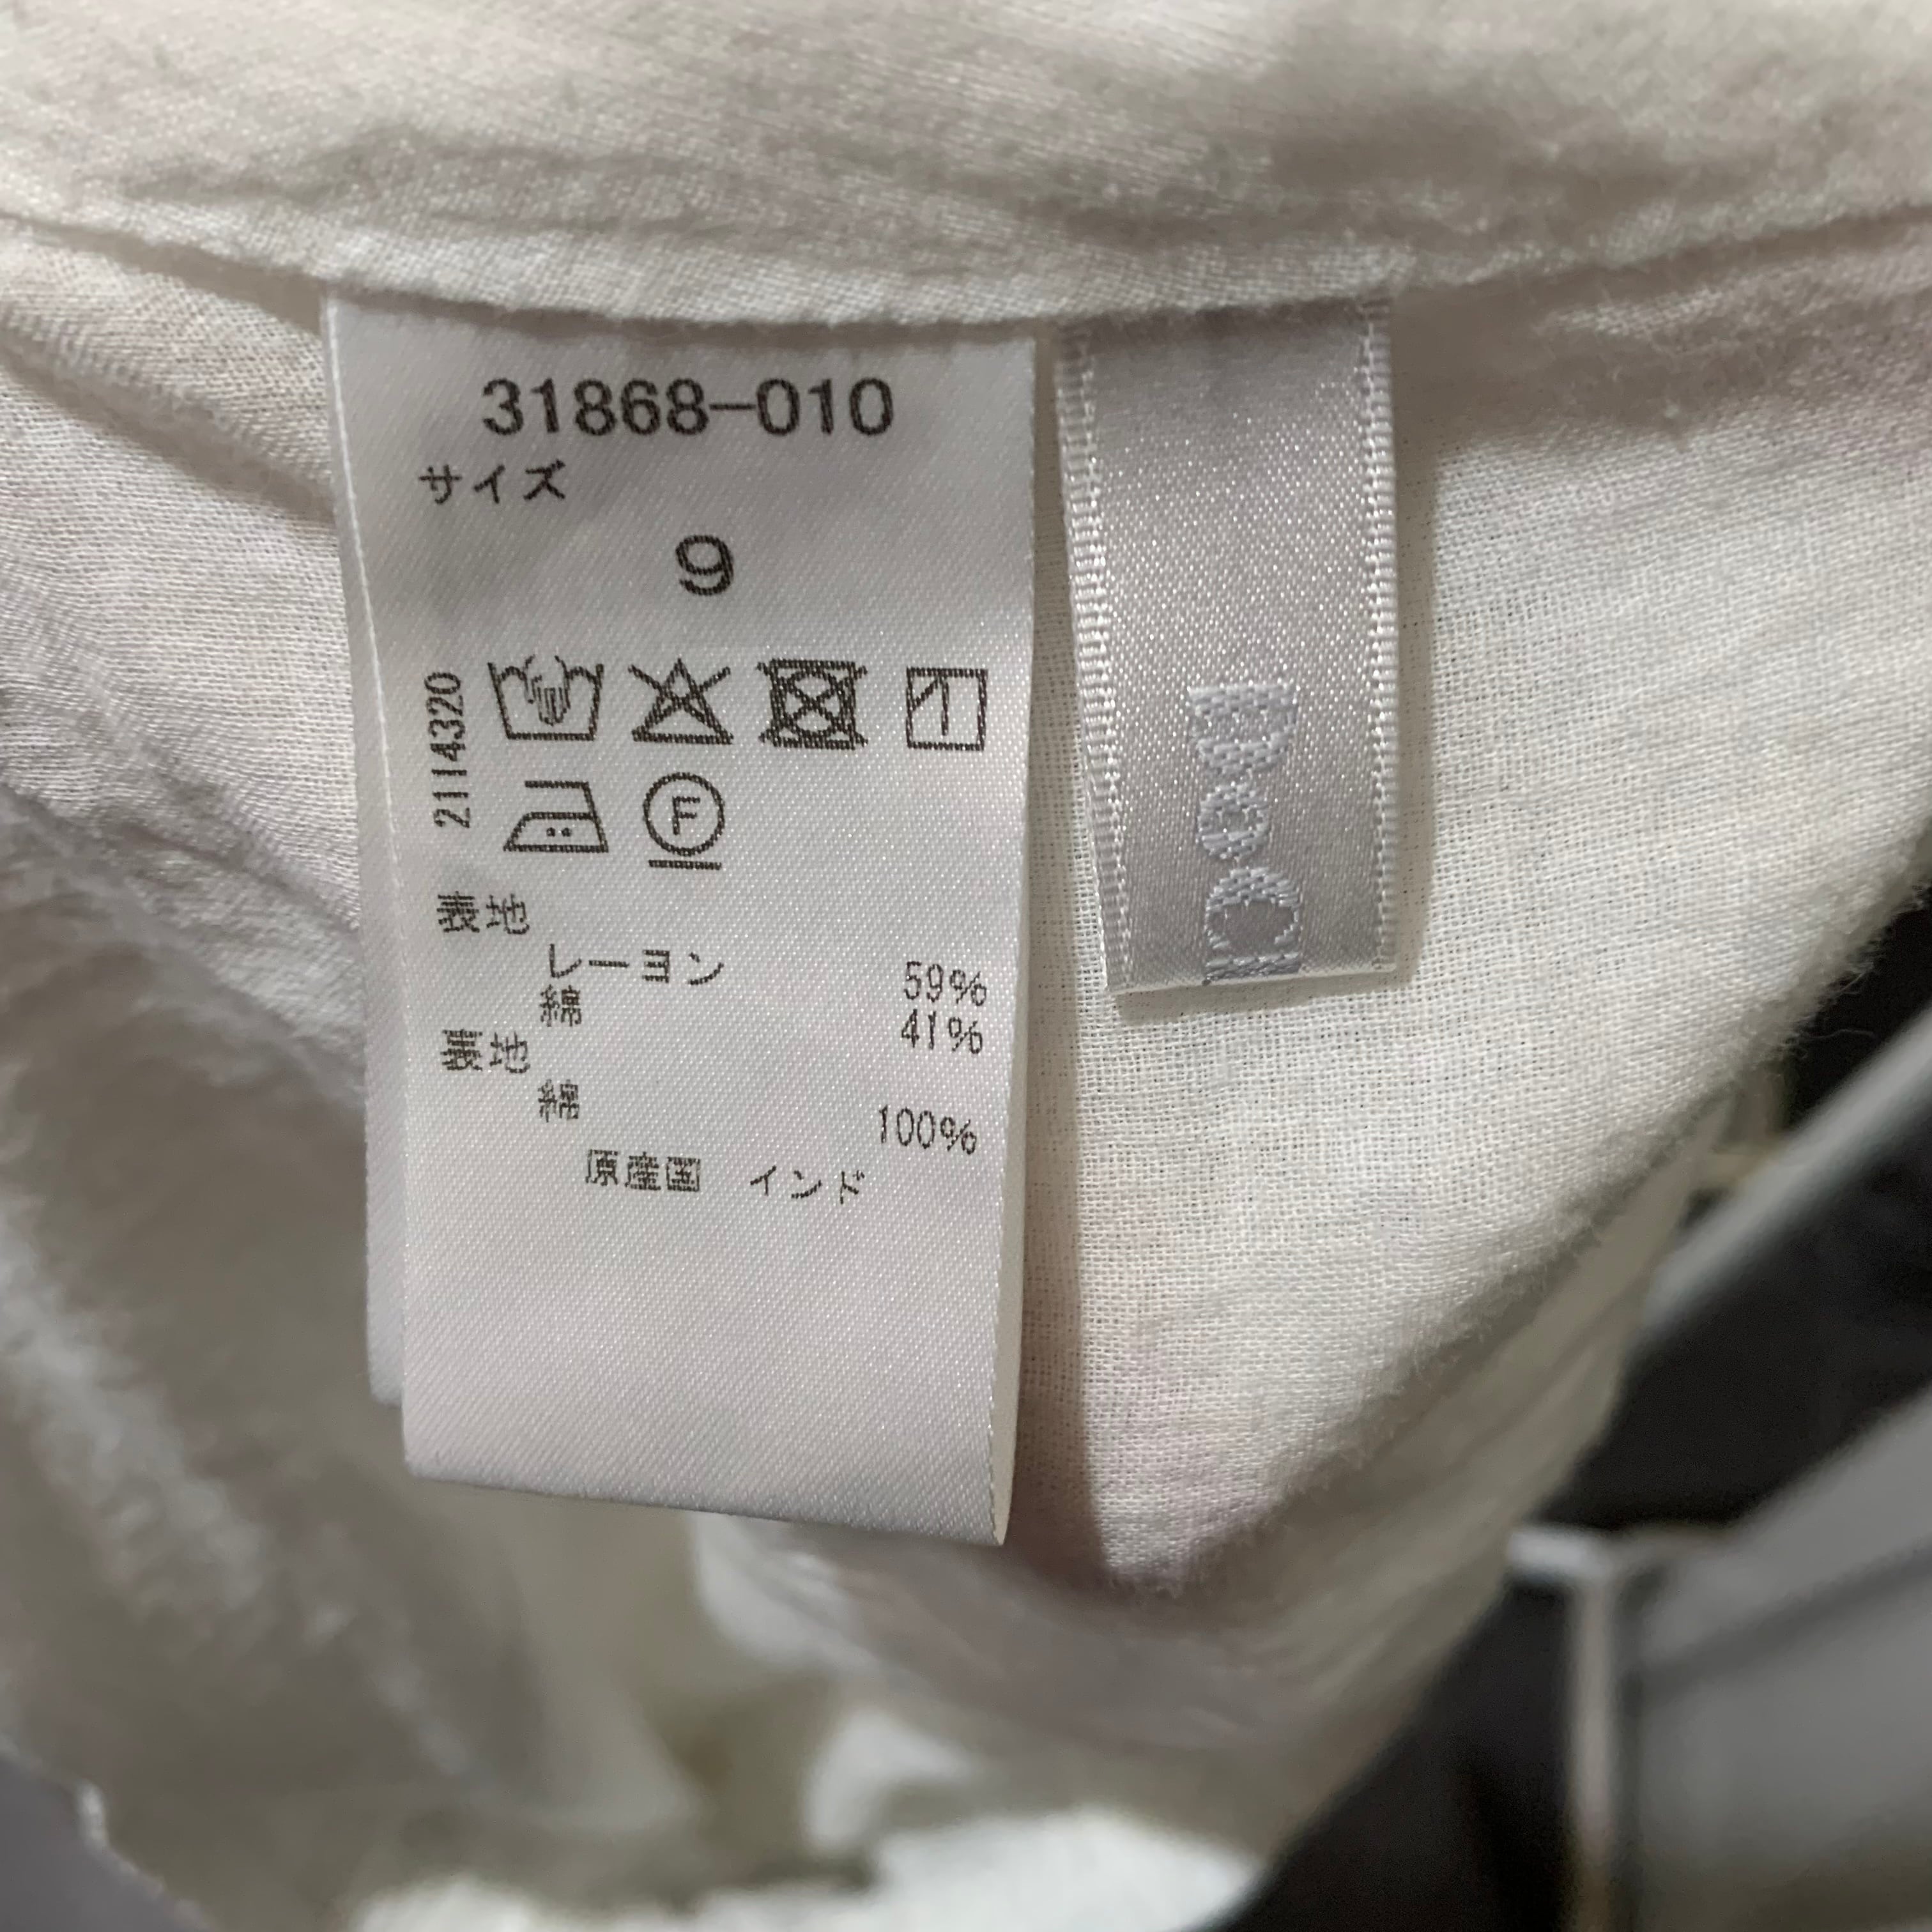 31868-010
サイズ
9
2114320
F
表地
レーヨン 59%
綿 41%
裏地
綿 100%
原産国 インド
DoCL